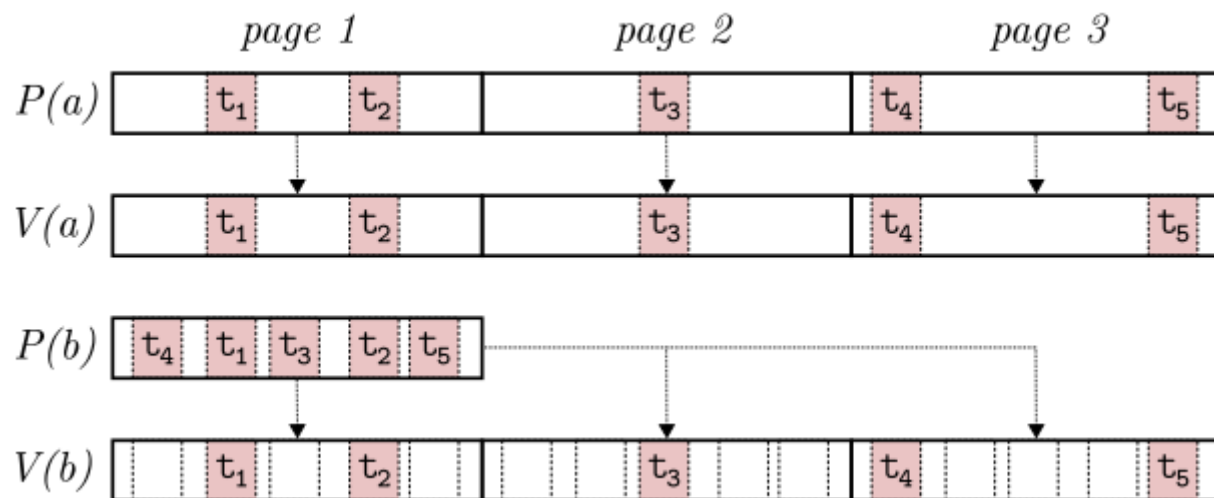 page 1 page 2 page 3
P(a) t₁ t₂ t₃ t₄ t₅
V(a) t₁ t₂ t₃ t₄ t₅
P(b) t₄ t₁ t₃ t₂ t₅
V(b) t₁ t₂ t₃ t₄ t₅